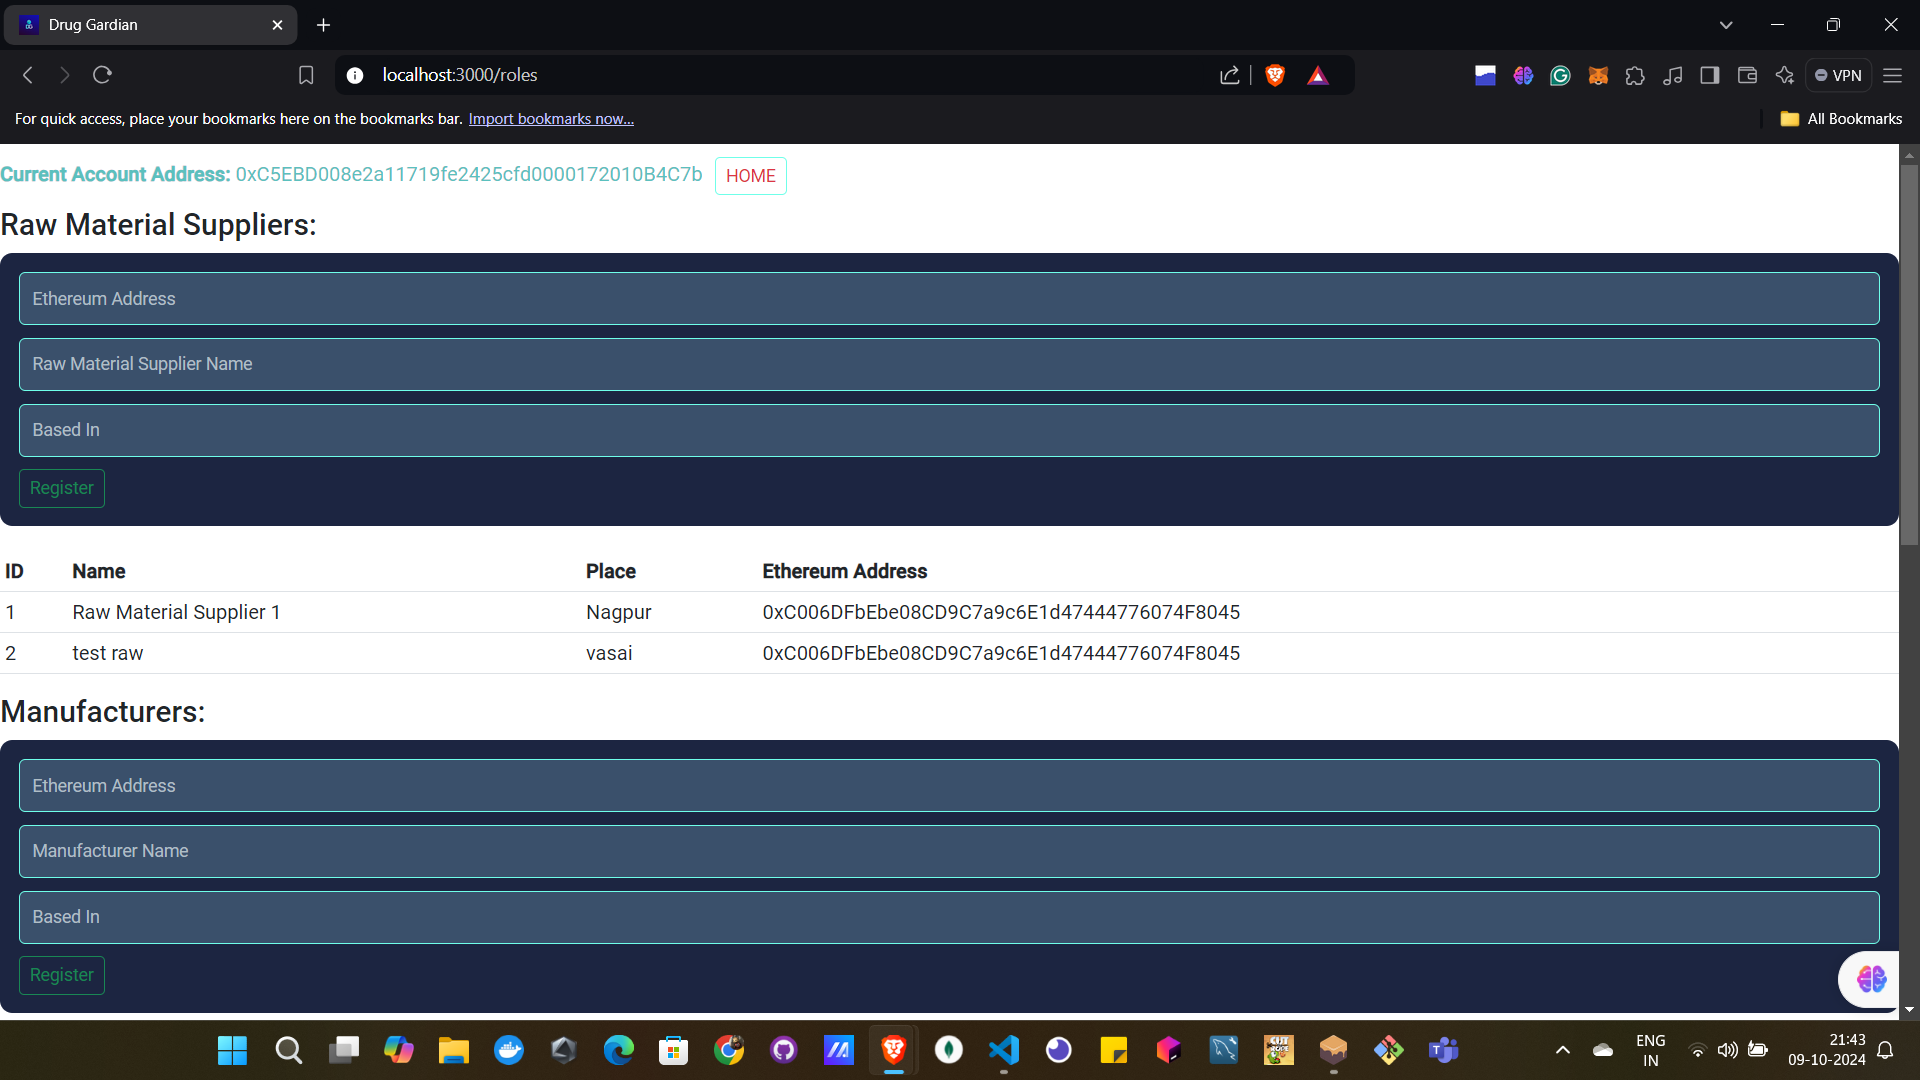 Drug Gardian
localhost:3000/roles
VPN
For quick access, place your bookmarks here on the bookmarks bar. Import bookmarks now...
All Bookmarks
Current Account Address: 0xC5EBD008e2a11719fe2425cfd0000172010B4C7b HOME
Raw Material Suppliers:
Ethereum Address
Raw Material Supplier Name
Based In
Register
ID Name Place Ethereum Address
1 Raw Material Supplier 1 Nagpur 0xC006DFbEbe08CD9C7a9c6E1d47444776074F8045
2 test raw vasai 0xC006DFbEbe08CD9C7a9c6E1d47444776074F8045
Manufacturers:
Ethereum Address
Manufacturer Name
Based In
Register
ENG 21:43
IN 09-10-2024